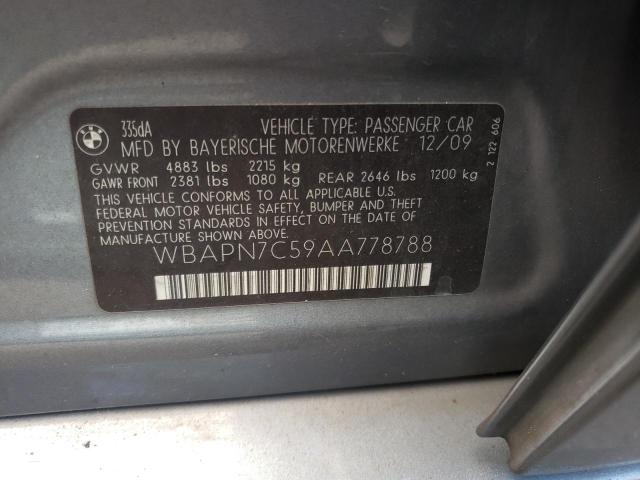 BMW
335dA VEHICLE TYPE: PASSENGER CAR
MFD BY BAYERISCHE MOTORENWERKE 12/09
GVWR 4883 lbs 2215 kg
GAWR FRONT 2381 lbs 1080 kg REAR 2646 lbs 1200 kg
THIS VEHICLE CONFORMS TO ALL APPLICABLE U.S.
FEDERAL MOTOR VEHICLE SAFETY, BUMPER AND THEFT
PREVENTION STANDARDS IN EFFECT ON THE DATE OF
MANUFACTURE SHOWN ABOVE.
WBAPN7C59AA778788
2 122 606